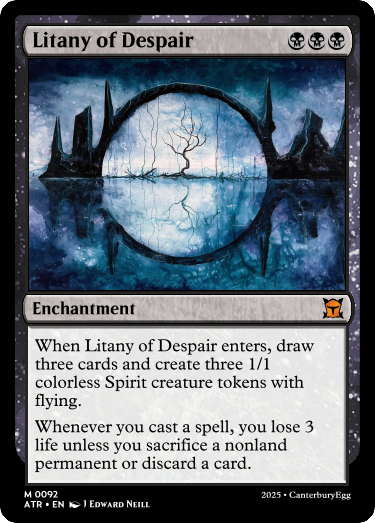 Litany of Despair
Enchantment
When Litany of Despair enters, draw
three cards and create three 1/1
colorless Spirit creature tokens with
flying.
Whenever you cast a spell, you lose 3
life unless you sacrifice a nonland
permanent or discard a card.
M 0092
2025 • CanterburyEgg
ATR • EN J Edward Neill